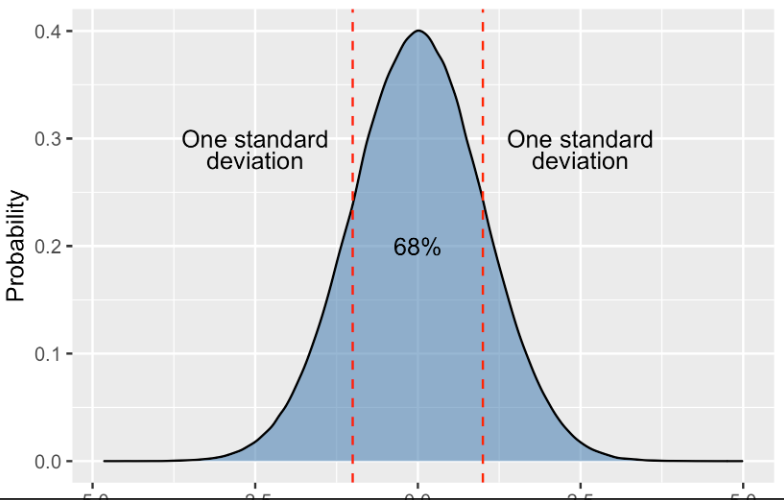 0.4
One standard
deviation
One standard
deviation
0.3
Probability
68%
0.2
0.1
0.0